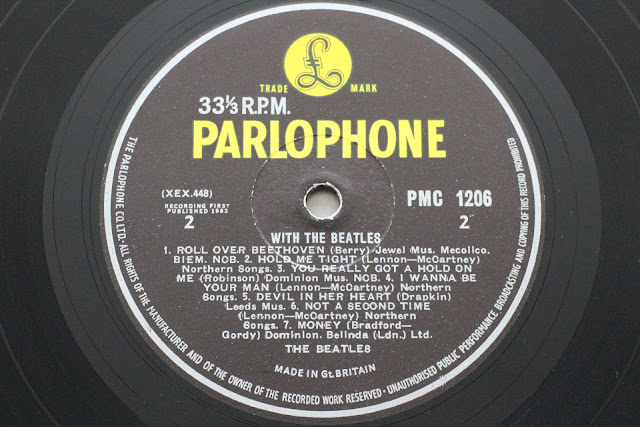 £
TRADE MARK
33⅓ R.P.M.
PARLOPHONE
(XEX.448)
RECORDING FIRST
PUBLISHED 1963
2
PMC 1206
2
WITH THE BEATLES
1. ROLL OVER BEETHOVEN (Berry) Jewel Mus. Mecolico.
BIEM. NCB. 2. HOLD ME TIGHT (Lennon—McCartney)
Northern Songs. 3. YOU REALLY GOT A HOLD ON
ME (Robinson) Dominion Mus. NCB. 4. I WANNA BE
YOUR MAN (Lennon—McCartney) Northern
Songs. 5. DEVIL IN HER HEART (Drapkin)
Leeds Mus. 6. NOT A SECOND TIME
(Lennon—McCartney) Northern
Songs. 7. MONEY (Bradford—
Gordy) Dominion. Belinda (Ldn.) Ltd.
THE BEATLES
MADE IN Gt. BRITAIN
THE PARLOPHONE CO. LTD.-ALL RIGHTS OF THE MANUFACTURER AND OF THE OWNER OF THE RECORDED WORK RESERVED - UNAUTHORISED PUBLIC PERFORMANCE BROADCASTING AND COPYING OF THIS RECORD PROHIBITED